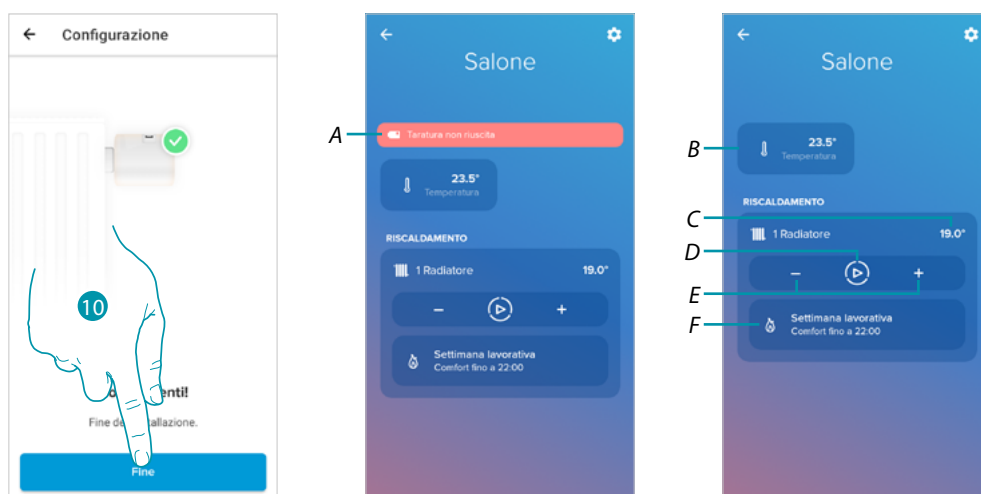 Configurazione
10
enti!
Fine de allazione.
Fine
Salone
A
Taratura non riuscita
23.5°
Temperatura
RISCALDAMENTO
1 Radiatore 19.0°
− +
Settimana lavorativa
Comfort fino a 22:00
Salone
B
23.5°
Temperatura
RISCALDAMENTO
C
1 Radiatore 19.0°
D
− +
E
F
Settimana lavorativa
Comfort fino a 22:00